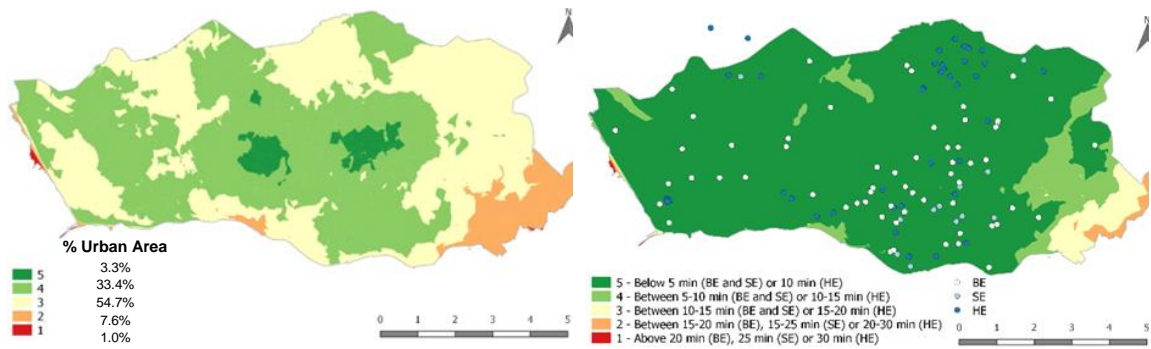 N
N
% Urban Area
5 3.3%
4 33.4%
3 54.7%
2 7.6%
1 1.0%
0 1 2 3 4 5
5 - Below 5 min (BE and SE) or 10 min (HE)
4 - Between 5-10 min (BE and SE) or 10-15 min (HE)
3 - Between 10-15 min (BE and SE) or 15-20 min (HE)
2 - Between 15-20 min (BE), 15-25 min (SE) or 20-30 min (HE)
1 - Above 20 min (BE), 25 min (SE) or 30 min (HE)
BE
SE
HE
0 1 2 3 4 5